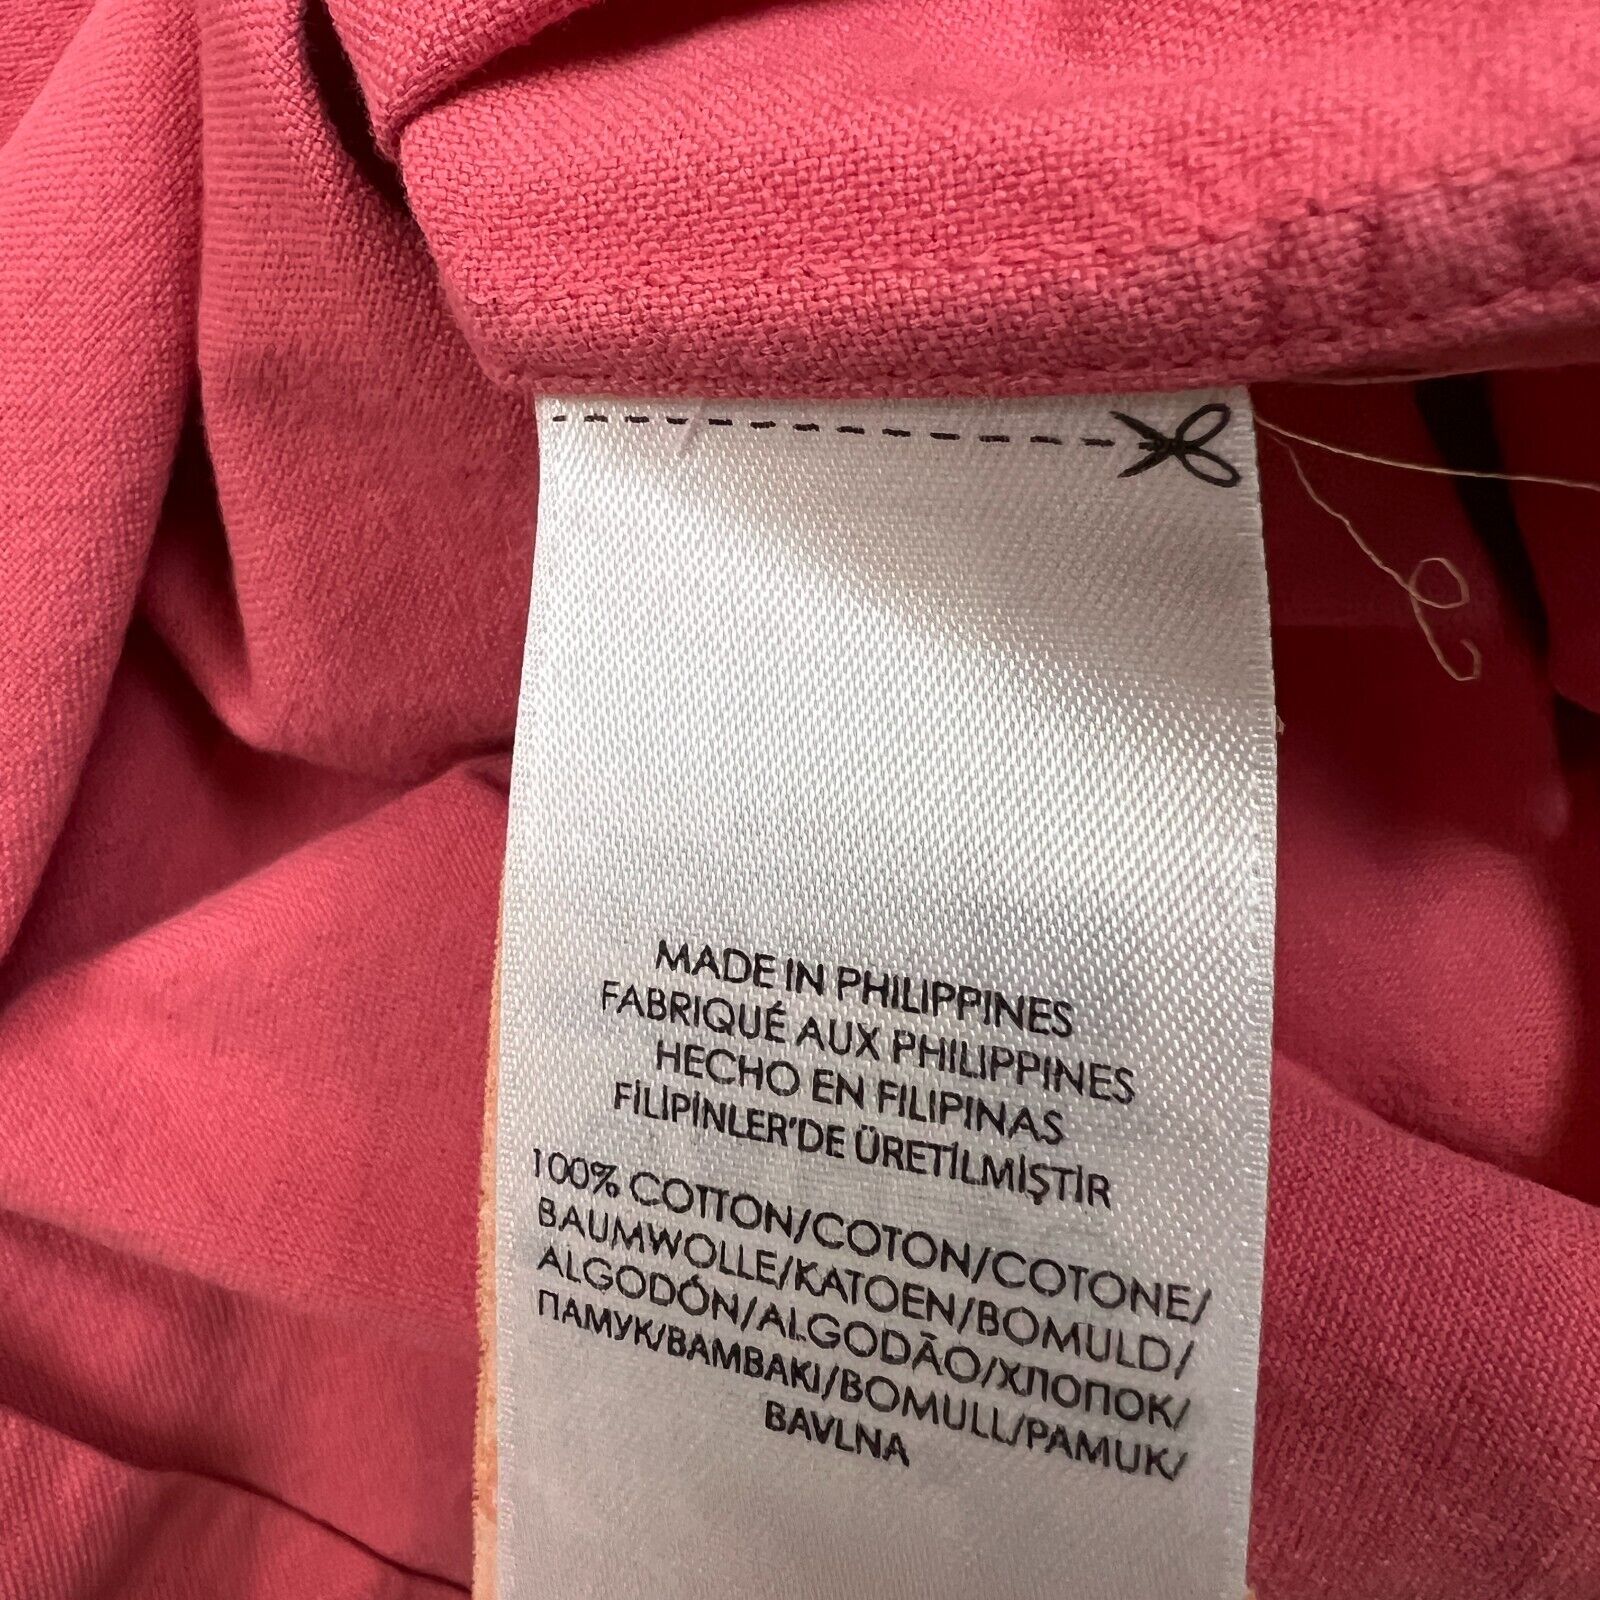 MADE IN PHILIPPINES
FABRIQUÉ AUX PHILIPPINES
HECHO EN FILIPINAS
FİLİPİNLER'DE ÜRETİLMİŞTİR
100% COTTON/COTON/COTONE/
BAUMWOLLE/KATOEN/BOMULD/
ALGODÓN/ALGODÃO/ХЛОПОК/
ПАМУК/BAMBAKI/BOMULL/PAMUK/
BAVLNA